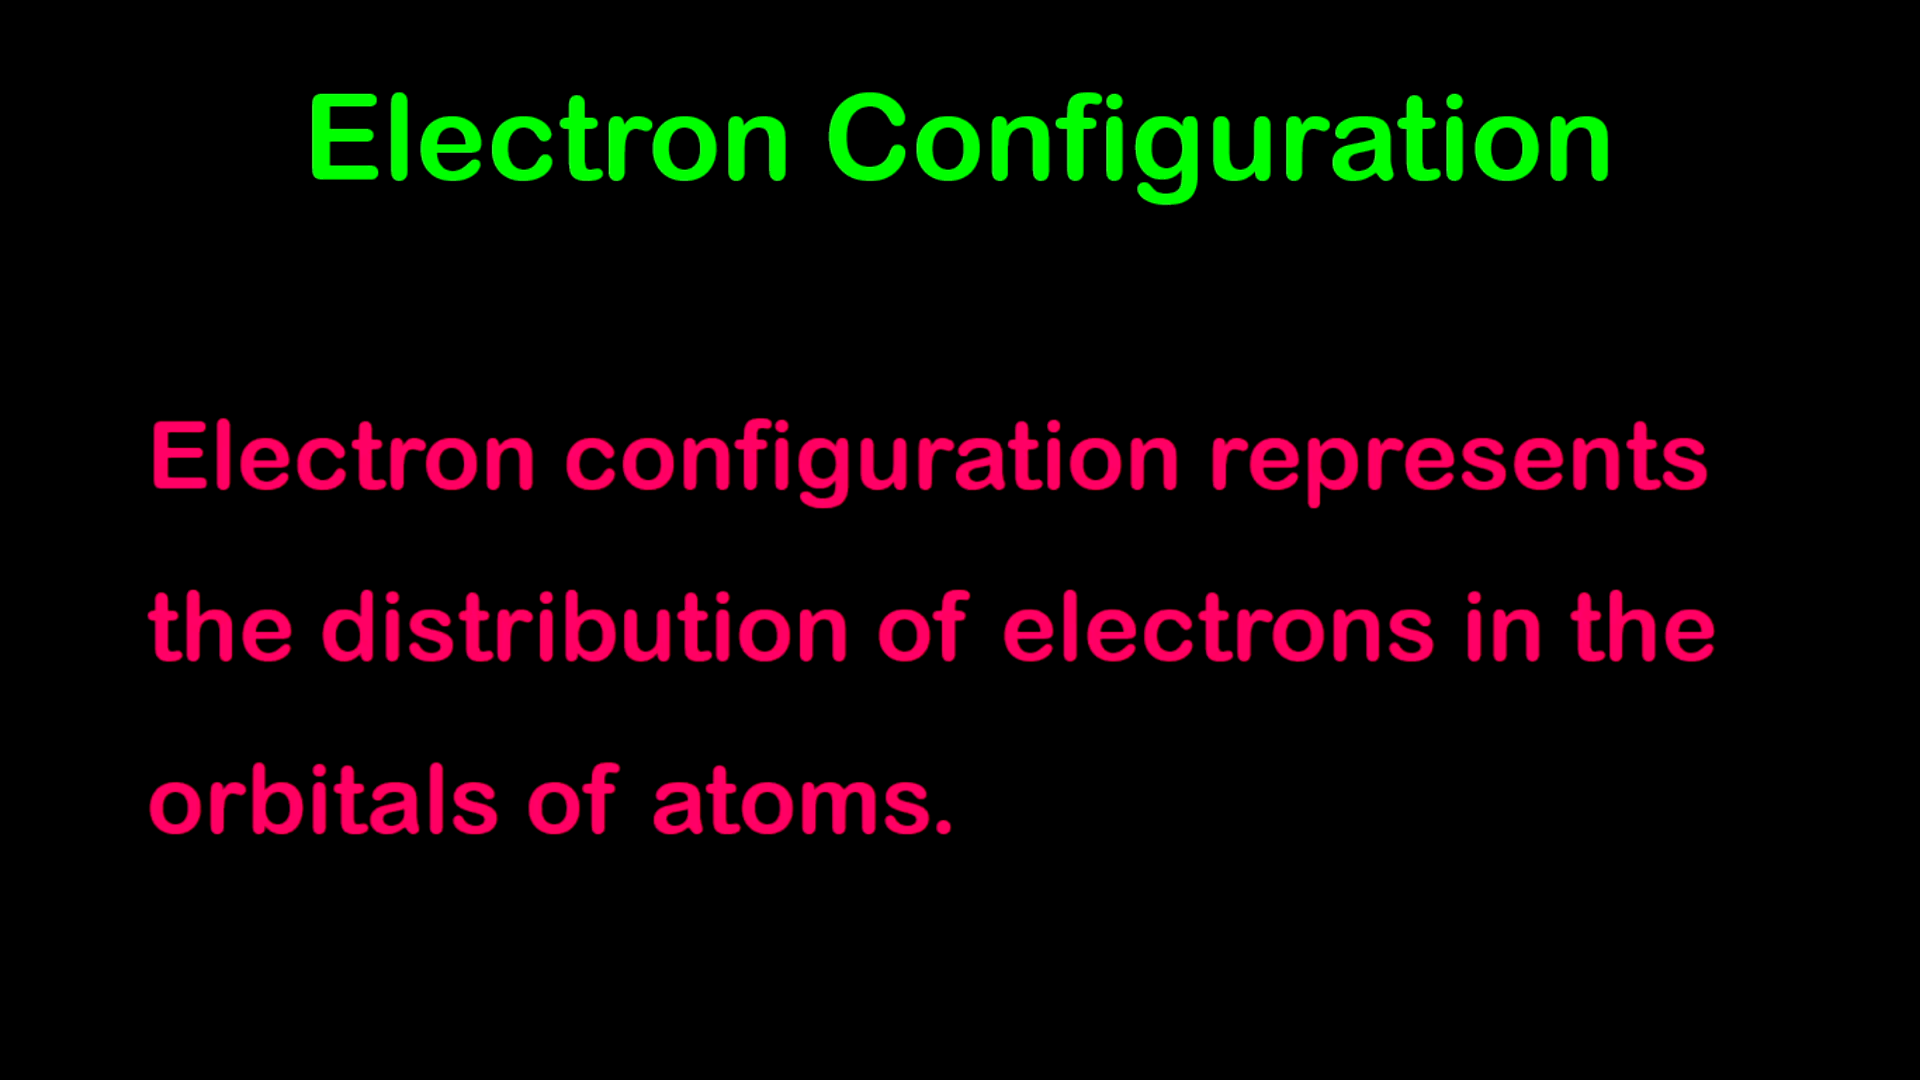 Electron Configuration
Electron configuration represents
the distribution of electrons in the
orbitals of atoms.